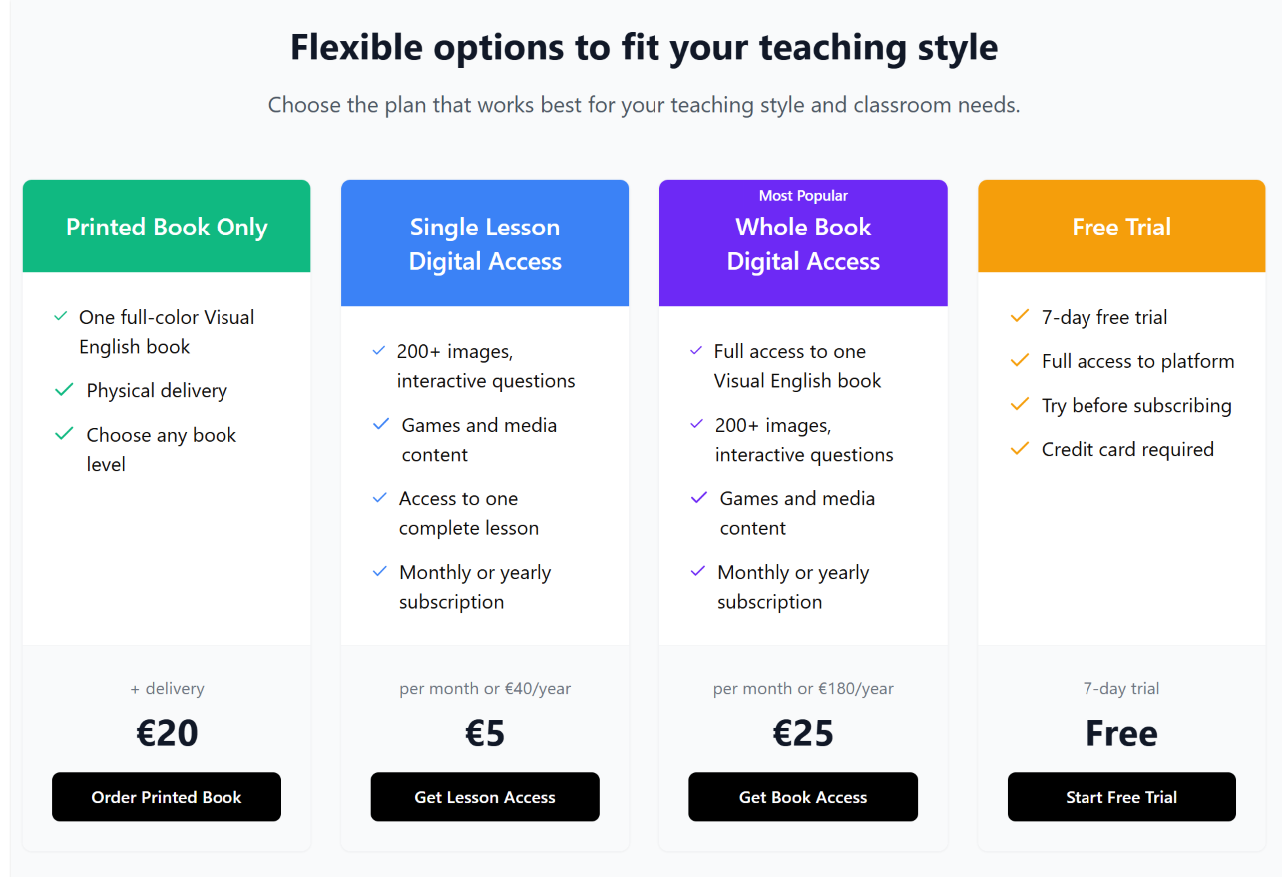 Flexible options to fit your teaching style
Choose the plan that works best for your teaching style and classroom needs.
Printed Book Only
One full-color Visual
English book
Physical delivery
Choose any book
level
+ delivery
€20
Order Printed Book
Single Lesson
Digital Access
200+ images,
interactive questions
Games and media
content
Access to one
complete lesson
Monthly or yearly
subscription
per month or €40/year
€5
Get Lesson Access
Most Popular
Whole Book
Digital Access
Full access to one
Visual English book
200+ images,
interactive questions
Games and media
content
Monthly or yearly
subscription
per month or €180/year
€25
Get Book Access
Free Trial
7-day free trial
Full access to platform
Try before subscribing
Credit card required
7-day trial
Free
Start Free Trial